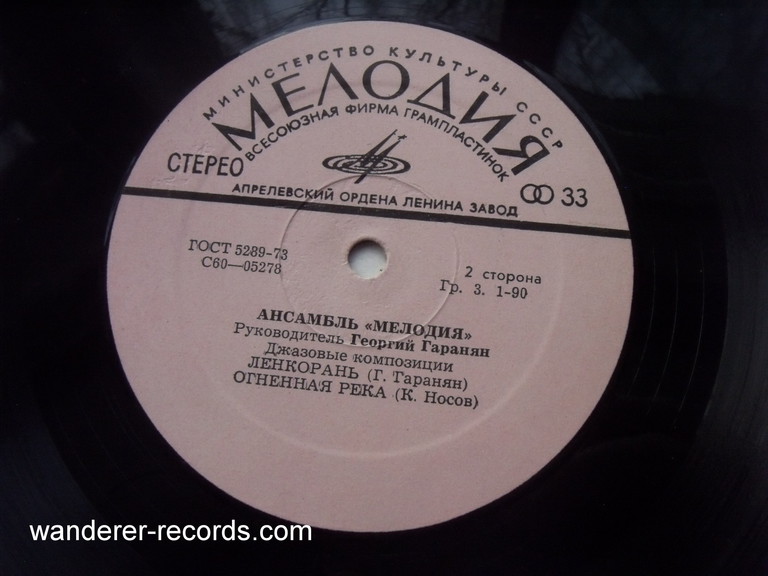 МИНИСТЕРСТВО КУЛЬТУРЫ СССР
МЕЛОДИЯ
ВСЕСОЮЗНАЯ ФИРМА ГРАМПЛАСТИНОК
СТЕРЕО
33
АПРЕЛЕВСКИЙ ОРДЕНА ЛЕНИНА ЗАВОД
ГОСТ 5289-73
С60—05278
2 сторона
Гр. 3. 1-90
АНСАМБЛЬ «МЕЛОДИЯ»
Руководитель Георгий Гаранян
Джазовые композиции
ЛЕНКОРАНЬ (Г. Гаранян)
ОГНЕННАЯ РЕКА (К. Носов)
wanderer-records.com